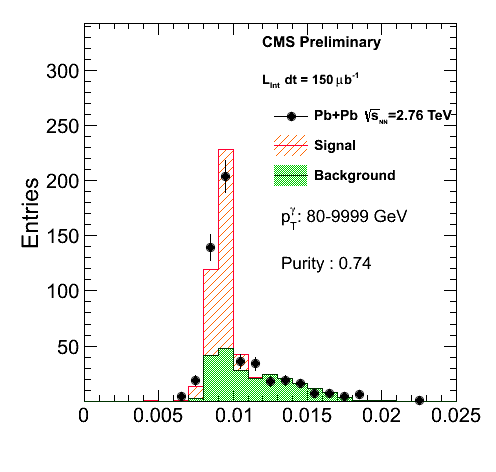 CMS Preliminary
L_Int dt = 150 μb⁻¹
Pb+Pb √s_NN=2.76 TeV
Signal
Background
p_T^γ: 80-9999 GeV
Purity : 0.74
Entries
300
250
200
150
100
50
0 0.005 0.01 0.015 0.02 0.025